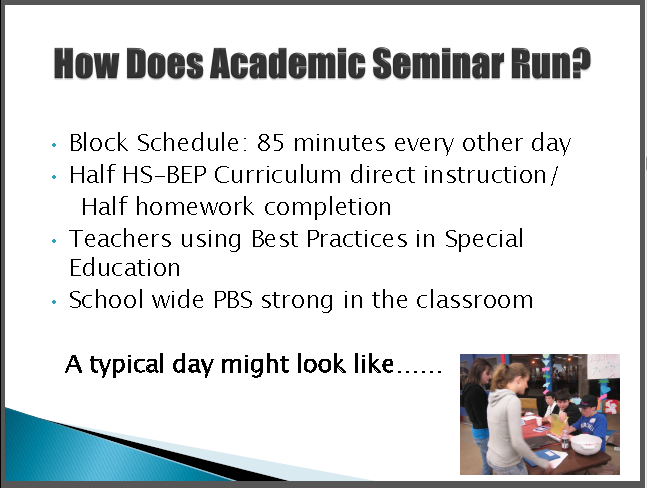 How Does Academic Seminar Run?
• Block Schedule: 85 minutes every other day
• Half HS-BEP Curriculum direct instruction/
Half homework completion
• Teachers using Best Practices in Special
Education
• School wide PBS strong in the classroom
A typical day might look like......